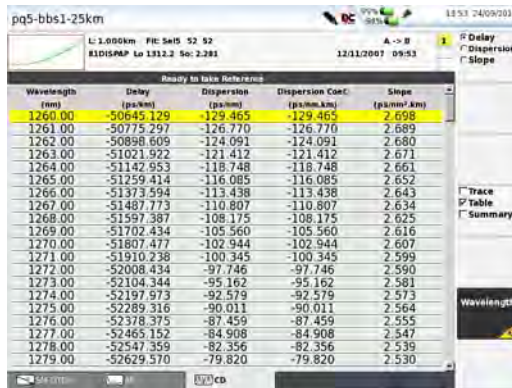 pq5-bbs1-25km
DC
13:53 24/09/201
L: 1.000km Fit: Sel5 52 52
A -> B
1
81DISPAP Lo 1312.2 So: 2.281
12/11/2007 09:53
Delay
Dispersion
Slope
Ready to take Reference
Wavelength (nm) Delay (ps/km) Dispersion (ps/nm) Dispersion Coef. (ps/nm.km) Slope (ps/nm².km)
1260.00 -50645.129 -129.465 -129.465 2.698
1261.00 -50775.297 -126.770 -126.770 2.689
1262.00 -50898.609 -124.091 -124.091 2.680
1263.00 -51021.922 -121.412 -121.412 2.671
1264.00 -51142.953 -118.748 -118.748 2.661
1265.00 -51259.414 -116.085 -116.085 2.652
1266.00 -51373.594 -113.438 -113.438 2.643
1267.00 -51487.773 -110.807 -110.807 2.634
1268.00 -51597.387 -108.175 -108.175 2.625
1269.00 -51702.434 -105.560 -105.560 2.616
1270.00 -51807.477 -102.944 -102.944 2.607
1271.00 -51910.238 -100.345 -100.345 2.599
1272.00 -52008.434 -97.746 -97.746 2.590
1273.00 -52104.344 -95.162 -95.162 2.581
1274.00 -52197.973 -92.579 -92.579 2.573
1275.00 -52289.316 -90.011 -90.011 2.564
1276.00 -52378.375 -87.459 -87.459 2.555
1277.00 -52465.152 -84.908 -84.908 2.547
1278.00 -52547.359 -82.356 -82.356 2.539
1279.00 -52629.570 -79.820 -79.820 2.530
Trace
Table
Summary
Wavelength
CD